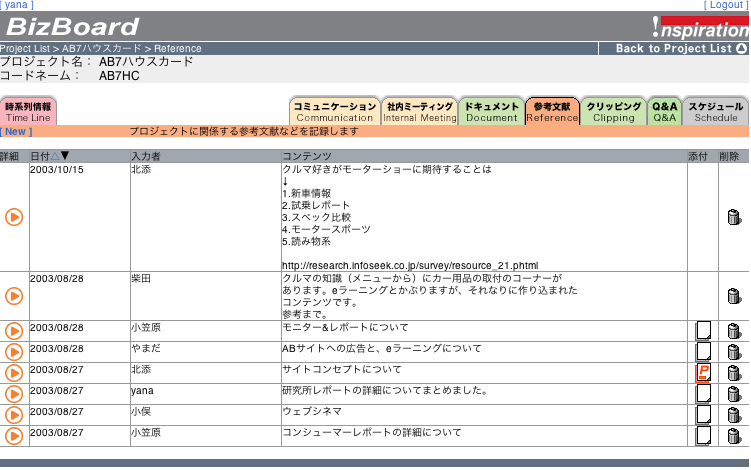 [ yana ] [ Logout ]
BizBoard
!nspiration
Project List > AB7ハウスカード > Reference
Back to Project List
プロジェクト名： AB7ハウスカード
コードネーム： AB7HC
時系列情報 コミュニケーション 社内ミーティング ドキュメント 参考文献 クリッピング Q&A スケジュール
Time Line Communication Internal Meeting Document Reference Clipping Q&A Schedule
[ New ] プロジェクトに関係する参考文献などを記録します
詳細 日付△▼ 入力者 コンテンツ 添付 削除
2003/10/15 北添 クルマ好きがモーターショーに期待することは
↓
1.新車情報
2.試乗レポート
3.スペック比較
4.モータースポーツ
5.読み物系
http://research.infoseek.co.jp/survey/resource_21.phtml
2003/08/28 柴田 クルマの知識（メニューから）にカー用品の取付のコーナーが
あります。eラーニングとかぶりますが、それなりに作り込まれた
コンテンツです。
参考まで。
2003/08/28 小笠原 モニター&レポートについて
2003/08/28 やまだ ABサイトへの広告と、eラーニングについて
2003/08/27 北添 サイトコンセプトについて
P
2003/08/27 yana 研究所レポートの詳細についてまとめました。
2003/08/27 小俣 ウェブシネマ
2003/08/27 小笠原 コンシューマーレポートの詳細について